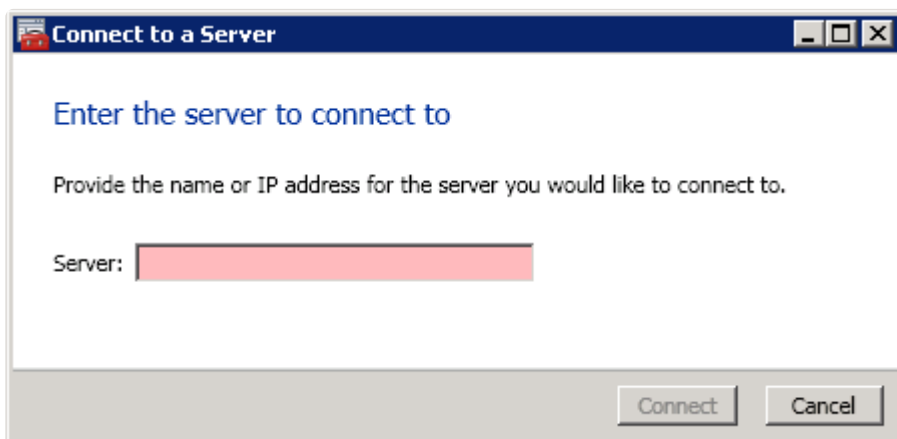 Connect to a Server
Enter the server to connect to
Provide the name or IP address for the server you would like to connect to.
Server:
Connect Cancel